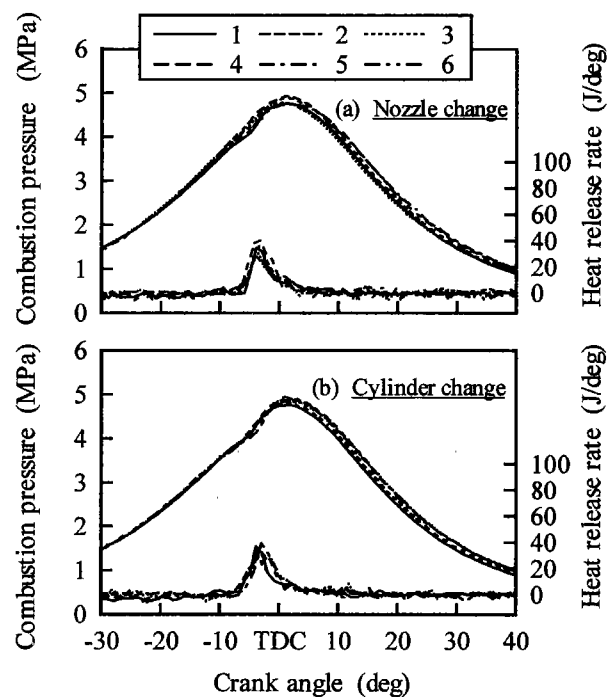 1 2 3
4 5 6
(a) Nozzle change
Combustion pressure (MPa)
6
5
4
3
2
1
0
Heat release rate (J/deg)
100
80
60
40
20
0
(b) Cylinder change
Combustion pressure (MPa)
6
5
4
3
2
1
0
Heat release rate (J/deg)
100
80
60
40
20
0
-30 -20 -10 TDC 10 20 30 40
Crank angle (deg)